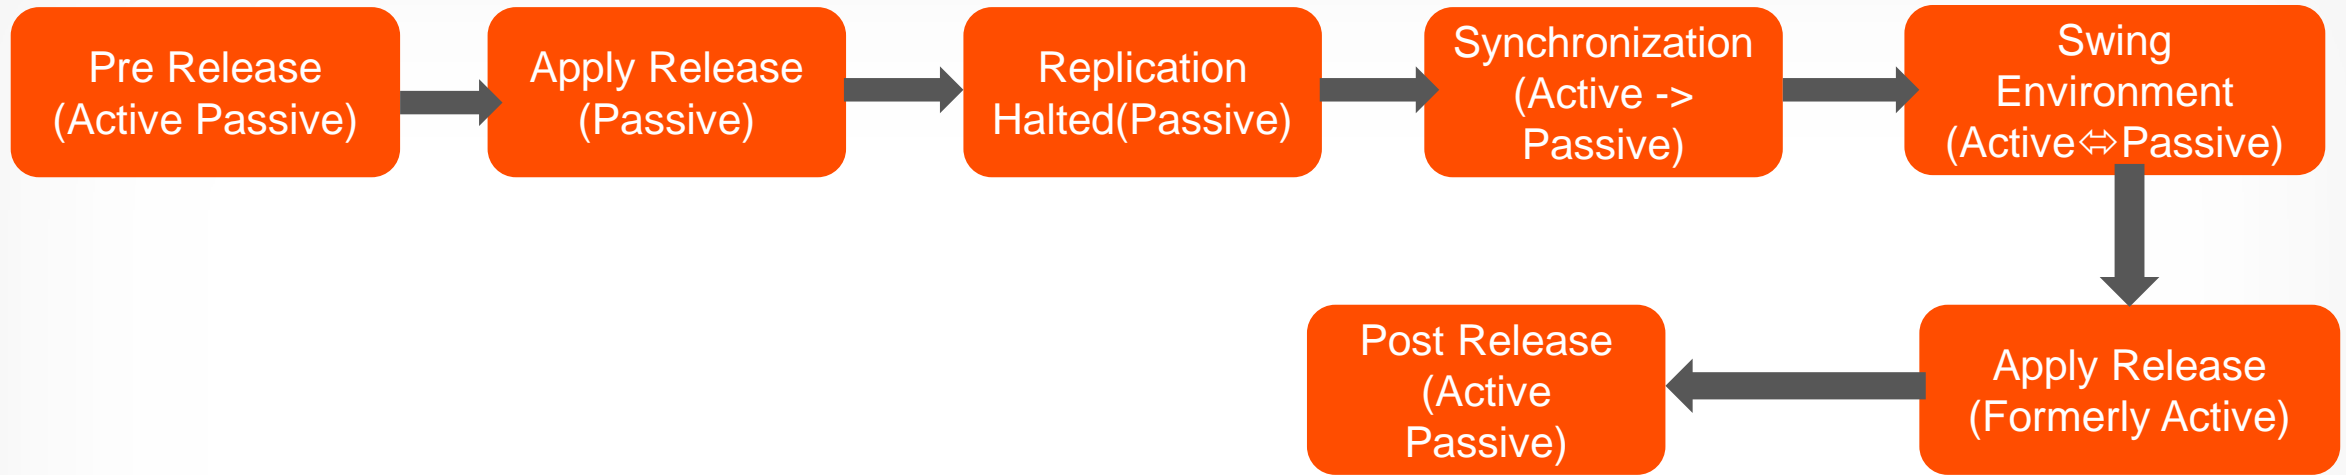 Pre Release
(Active Passive)
Apply Release
(Passive)
Replication
Halted(Passive)
Synchronization
(Active ->
Passive)
Swing
Environment
(Active⇔Passive)
Apply Release
(Formerly Active)
Post Release
(Active
Passive)